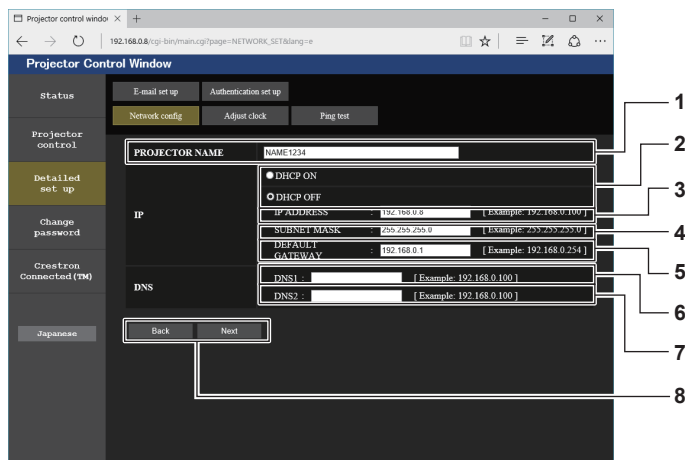 Projector control windo
192.168.0.8/cgi-bin/main.cgi?page=NETWORK_SET&lang=e
Projector Control Window
Status
E-mail set up
Authentication set up
Network config
Adjust clock
Ping test
Projector
control
Detailed
set up
Change
password
Crestron
Connected(TM)
Japanese
PROJECTOR NAME
NAME1234
1
IP
DHCP ON
DHCP OFF
2
IP ADDRESS : 192.168.0.8 [ Example: 192.168.0.100 ]
3
SUBNET MASK : 255.255.255.0 [ Example: 255.255.255.0 ]
4
DEFAULT
GATEWAY : 192.168.0.1 [ Example: 192.168.0.254 ]
5
DNS
DNS1 : [ Example: 192.168.0.100 ]
6
DNS2 : [ Example: 192.168.0.100 ]
7
Back
Next
8